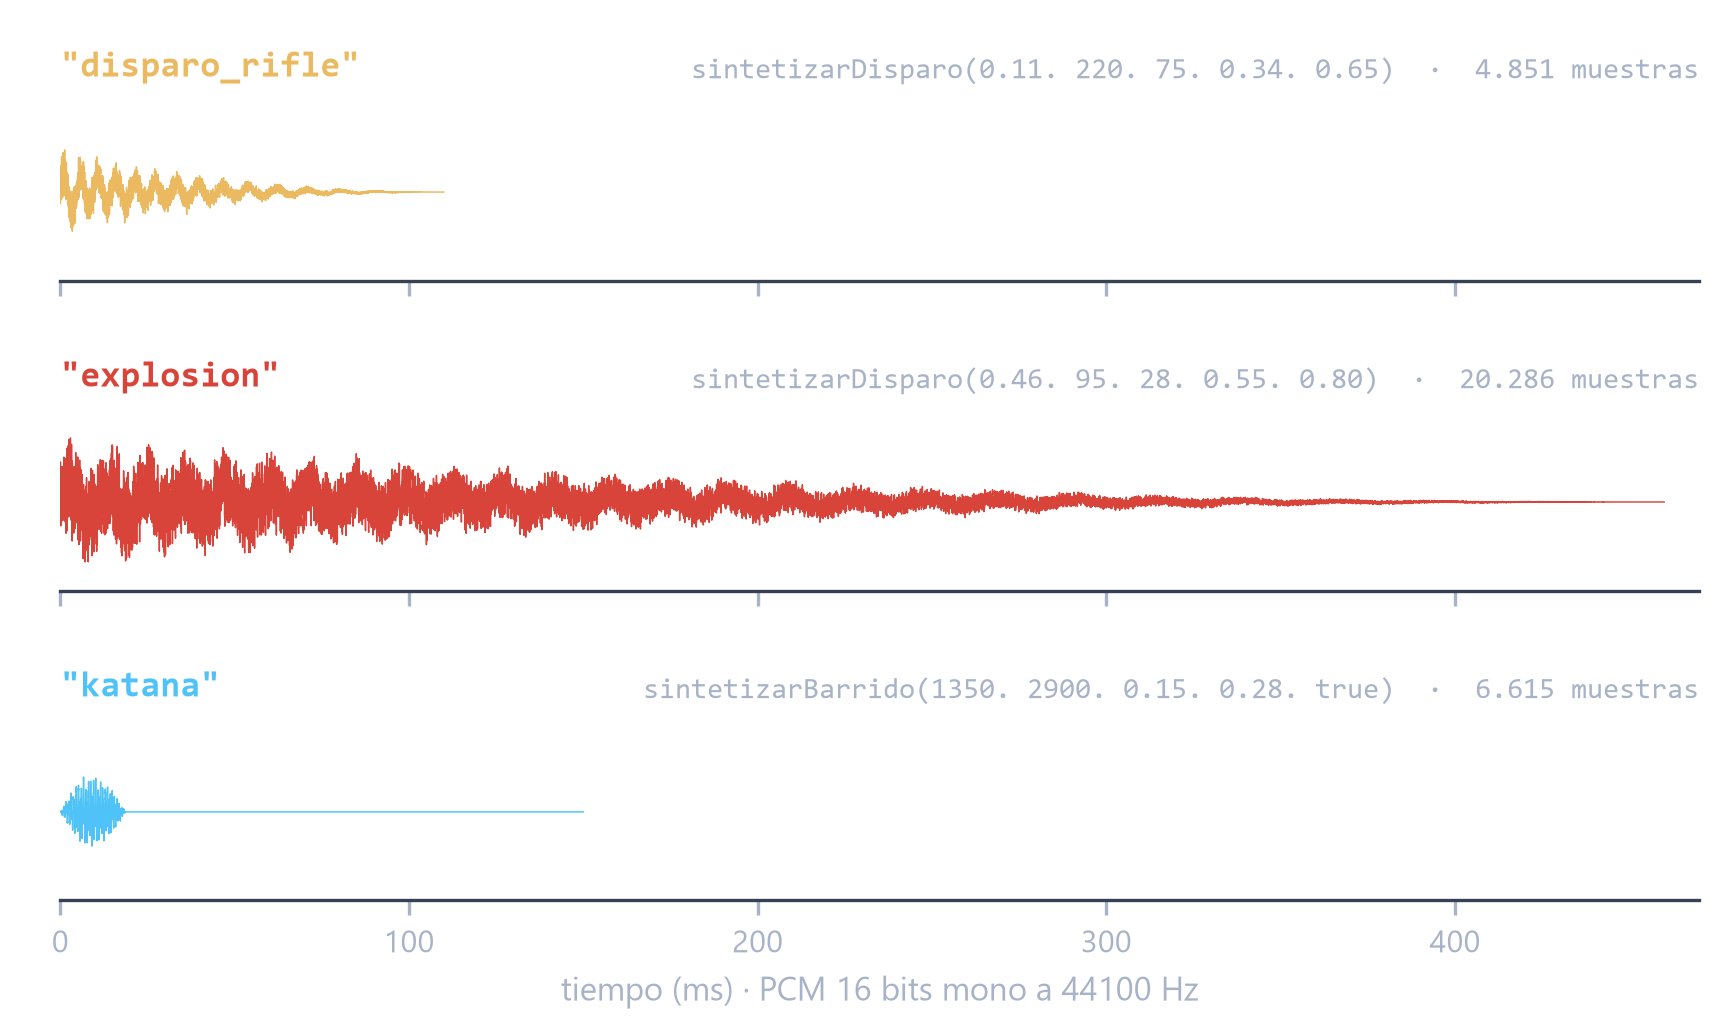 "disparo_rifle"
sintetizarDisparo(0.11. 220. 75. 0.34. 0.65) · 4.851 muestras
"explosion"
sintetizarDisparo(0.46. 95. 28. 0.55. 0.80) · 20.286 muestras
"katana"
sintetizarBarrido(1350. 2900. 0.15. 0.28. true) · 6.615 muestras
0 100 200 300 400
tiempo (ms) · PCM 16 bits mono a 44100 Hz